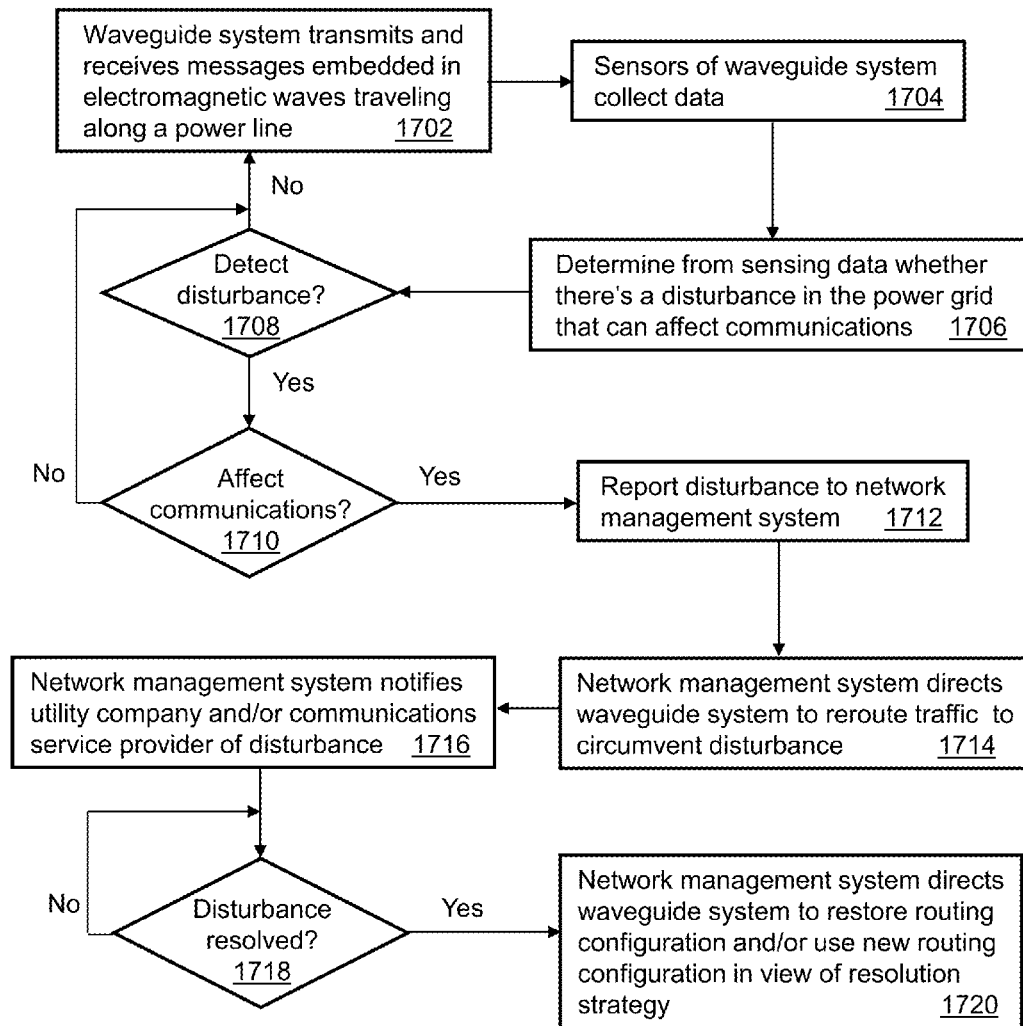 Waveguide system transmits and
receives messages embedded in
electromagnetic waves traveling
along a power line 1702
Sensors of waveguide system
collect data 1704
No
Detect
disturbance?
1708
Determine from sensing data whether
there's a disturbance in the power grid
that can affect communications 1706
Yes
No
Affect
communications?
1710
Yes
Report disturbance to network
management system 1712
Network management system notifies
utility company and/or communications
service provider of disturbance 1716
Network management system directs
waveguide system to reroute traffic to
circumvent disturbance 1714
No
Disturbance
resolved?
1718
Yes
Network management system directs
waveguide system to restore routing
configuration and/or use new routing
configuration in view of resolution
strategy 1720